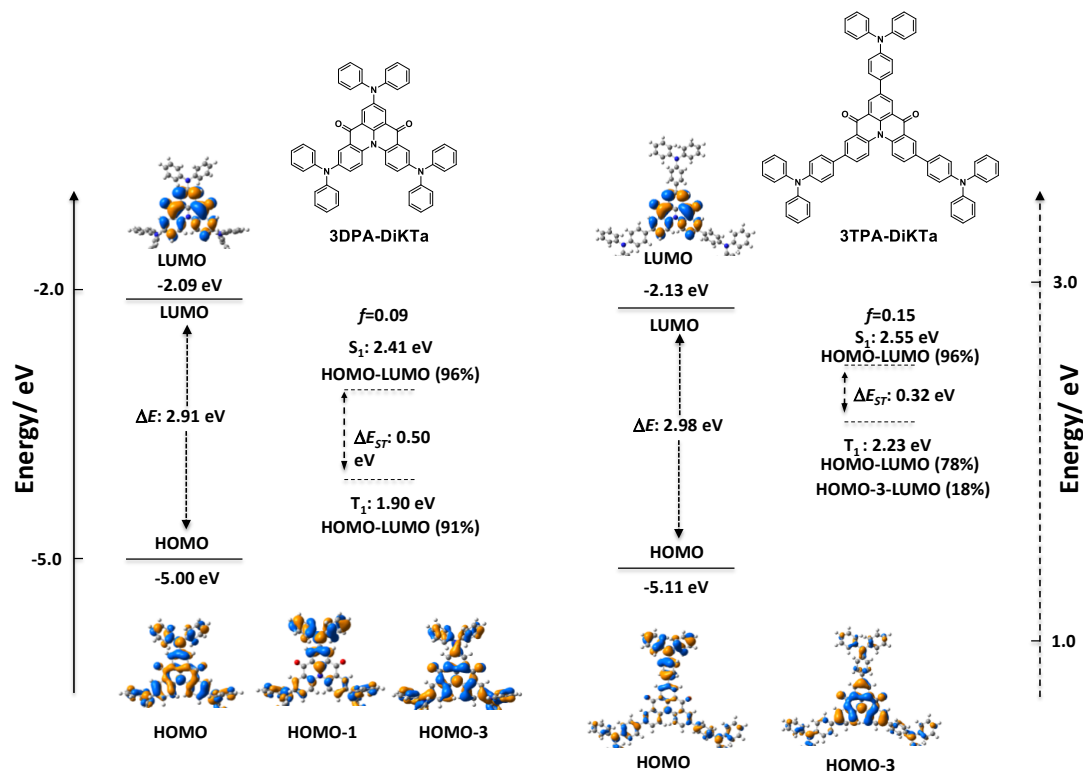 Energy/ eV
-2.0
-5.0
N
O
O
N
N
N
3DPA-DiKTa
LUMO
-2.09 eV
LUMO
ΔE: 2.91 eV
HOMO
-5.00 eV
f=0.09
S1: 2.41 eV
HOMO-LUMO (96%)
ΔEST: 0.50
eV
T1: 1.90 eV
HOMO-LUMO (91%)
HOMO
HOMO-1
HOMO-3
N
O
O
N
N
N
3TPA-DiKTa
LUMO
-2.13 eV
LUMO
ΔE: 2.98 eV
HOMO
-5.11 eV
f=0.15
S1: 2.55 eV
HOMO-LUMO (96%)
ΔEST: 0.32 eV
T1: 2.23 eV
HOMO-LUMO (78%)
HOMO-3-LUMO (18%)
HOMO
HOMO-3
3.0
1.0
Energy/ eV